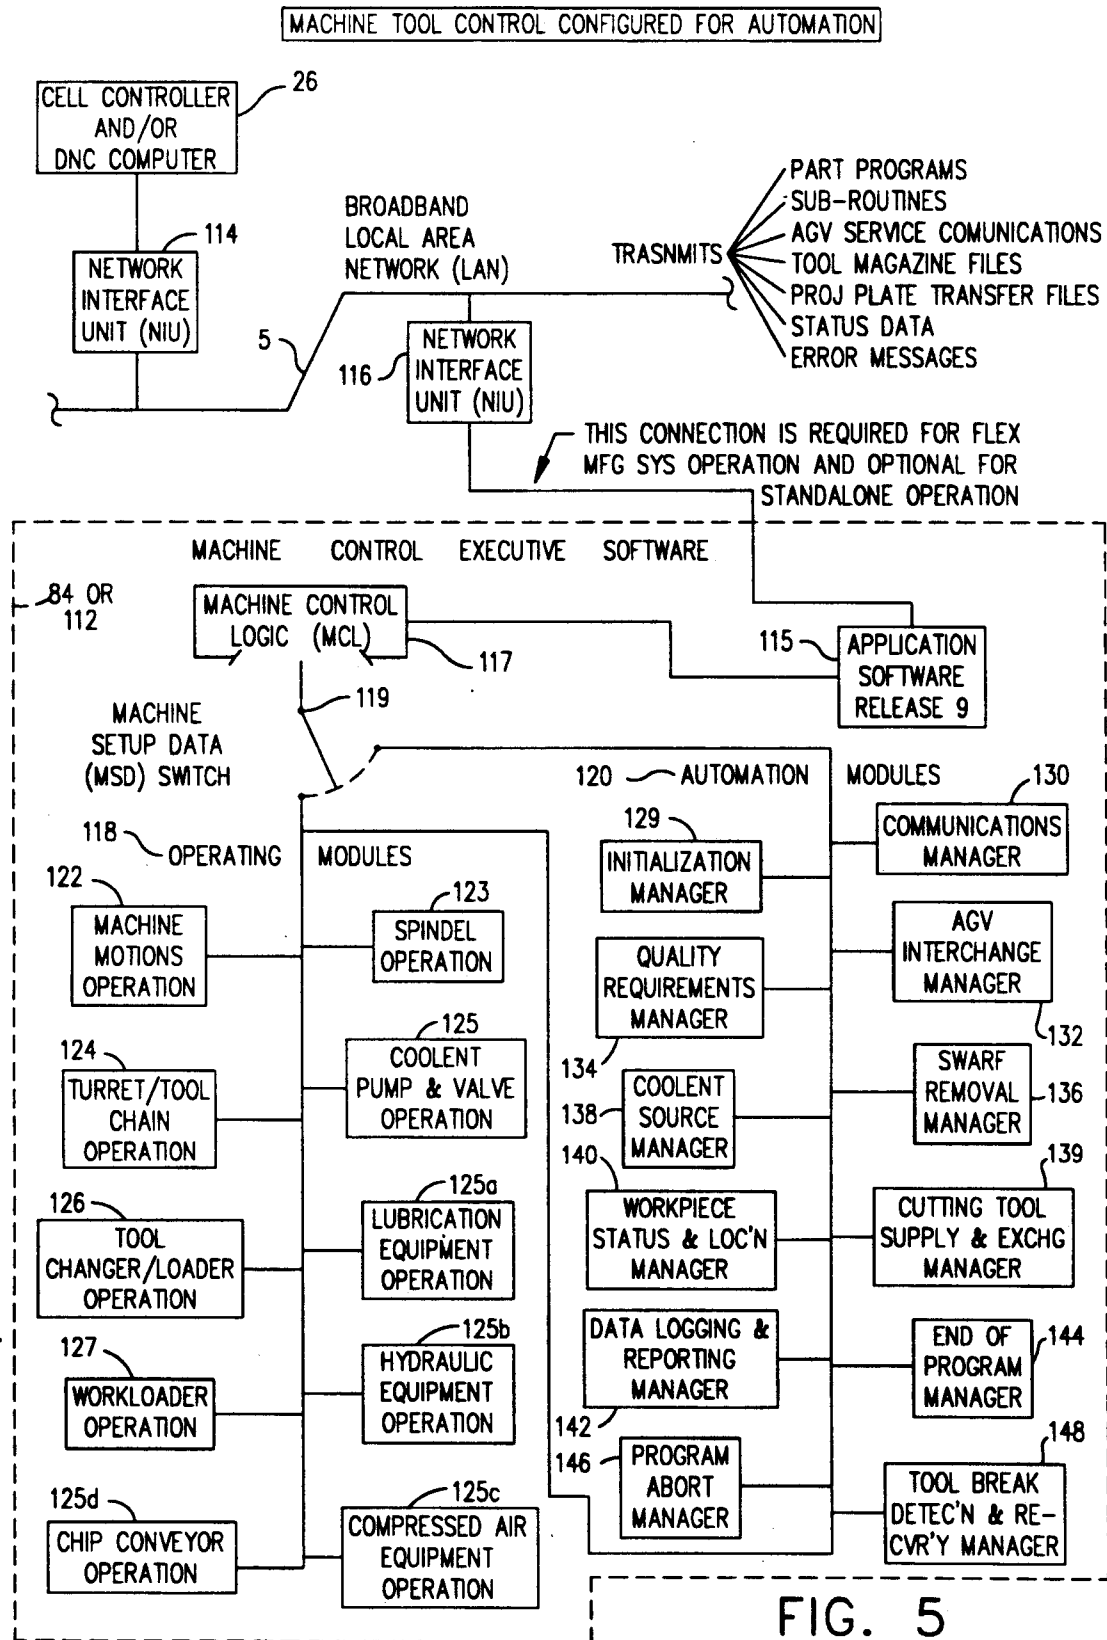 MACHINE TOOL CONTROL CONFIGURED FOR AUTOMATION
CELL CONTROLLER
AND/OR
DNC COMPUTER
26
NETWORK
INTERFACE
UNIT (NIU)
114
5
BROADBAND
LOCAL AREA
NETWORK (LAN)
NETWORK
INTERFACE
UNIT (NIU)
116
TRASNMITS
PART PROGRAMS
SUB-ROUTINES
AGV SERVICE COMUNICATIONS
TOOL MAGAZINE FILES
PROJ PLATE TRANSFER FILES
STATUS DATA
ERROR MESSAGES
THIS CONNECTION IS REQUIRED FOR FLEX
MFG SYS OPERATION AND OPTIONAL FOR
STANDALONE OPERATION
MACHINE CONTROL EXECUTIVE SOFTWARE
84 OR
112
MACHINE CONTROL
LOGIC (MCL)
117
115
APPLICATION
SOFTWARE
RELEASE 9
119
MACHINE
SETUP DATA
(MSD) SWITCH
118
OPERATING MODULES
122
MACHINE
MOTIONS
OPERATION
123
SPINDEL
OPERATION
124
TURRET/TOOL
CHAIN
OPERATION
125
COOLENT
PUMP & VALVE
OPERATION
126
TOOL
CHANGER/LOADER
OPERATION
125a
LUBRICATION
EQUIPMENT
OPERATION
127
WORKLOADER
OPERATION
125b
HYDRAULIC
EQUIPMENT
OPERATION
125d
CHIP CONVEYOR
OPERATION
125c
COMPRESSED AIR
EQUIPMENT
OPERATION
120
AUTOMATION MODULES
129
INITIALIZATION
MANAGER
130
COMMUNICATIONS
MANAGER
QUALITY
REQUIREMENTS
MANAGER
134
AGV
INTERCHANGE
MANAGER
132
138
COOLENT
SOURCE
MANAGER
SWARF
REMOVAL
MANAGER
136
140
WORKPIECE
STATUS & LOC'N
MANAGER
139
CUTTING TOOL
SUPPLY & EXCHG
MANAGER
DATA LOGGING &
REPORTING
MANAGER
142
END OF
PROGRAM
MANAGER
144
146
PROGRAM
ABORT
MANAGER
148
TOOL BREAK
DETEC'N & RE-
CVR'Y MANAGER
FIG. 5